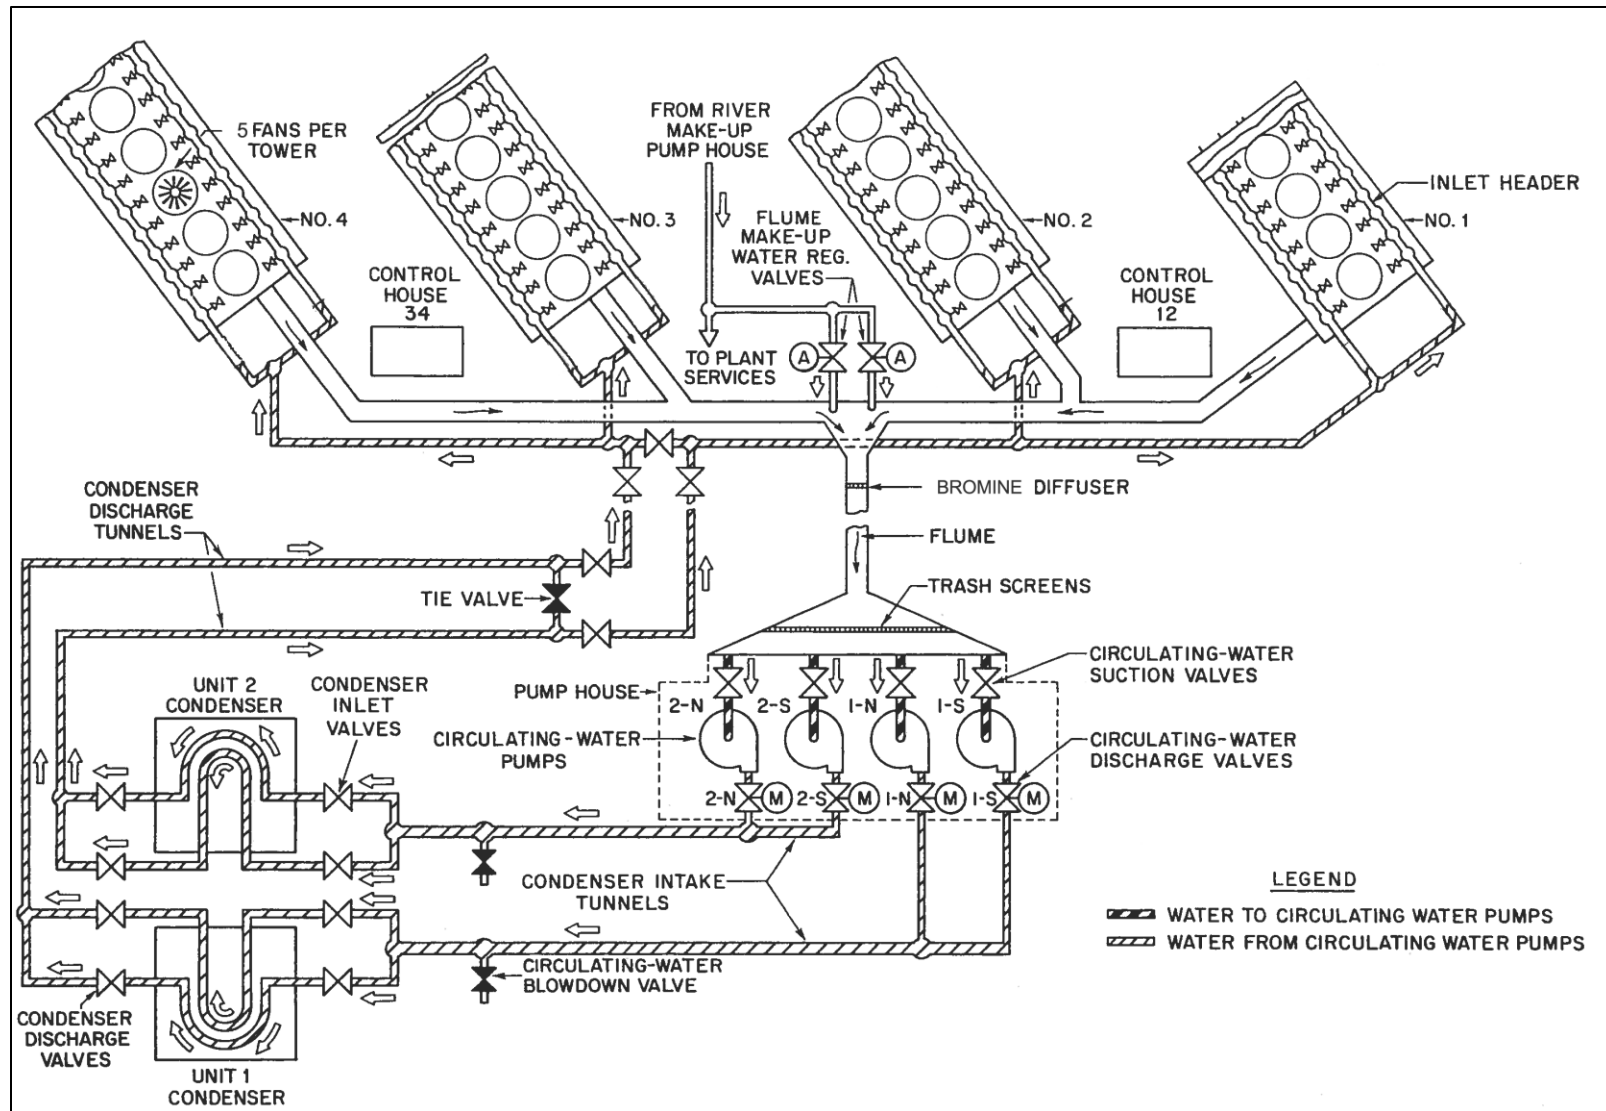 5 FANS PER
TOWER
NO. 4
NO. 3
FROM RIVER
MAKE-UP
PUMP HOUSE
FLUME
MAKE-UP
WATER REG.
VALVES
NO. 2
INLET HEADER
NO. 1
CONTROL
HOUSE
34
CONTROL
HOUSE
12
A
A
TO PLANT
SERVICES
CONDENSER
DISCHARGE
TUNNELS
BROMINE DIFFUSER
FLUME
TIE VALVE
TRASH SCREENS
CIRCULATING-WATER
SUCTION VALVES
UNIT 2
CONDENSER
CONDENSER
INLET
VALVES
PUMP HOUSE
2-N
2-S
1-N
1-S
CIRCULATING-WATER
PUMPS
CIRCULATING-WATER
DISCHARGE VALVES
2-N
M
2-S
M
1-N
M
1-S
M
CONDENSER INTAKE
TUNNELS
LEGEND
WATER TO CIRCULATING WATER PUMPS
WATER FROM CIRCULATING WATER PUMPS
CIRCULATING-WATER
BLOWDOWN VALVE
CONDENSER
DISCHARGE
VALVES
UNIT 1
CONDENSER